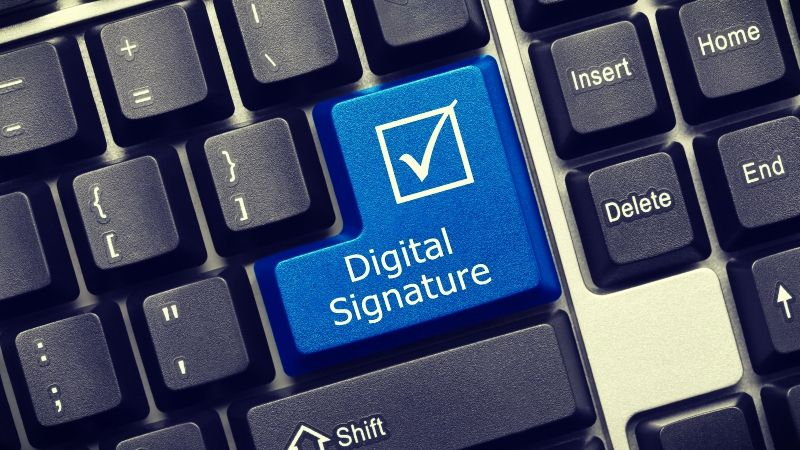 +
=
|
\
Insert
Home
—
-
{
[
}
]
Delete
End
Digital
Signature
:
;
"
'
Shift